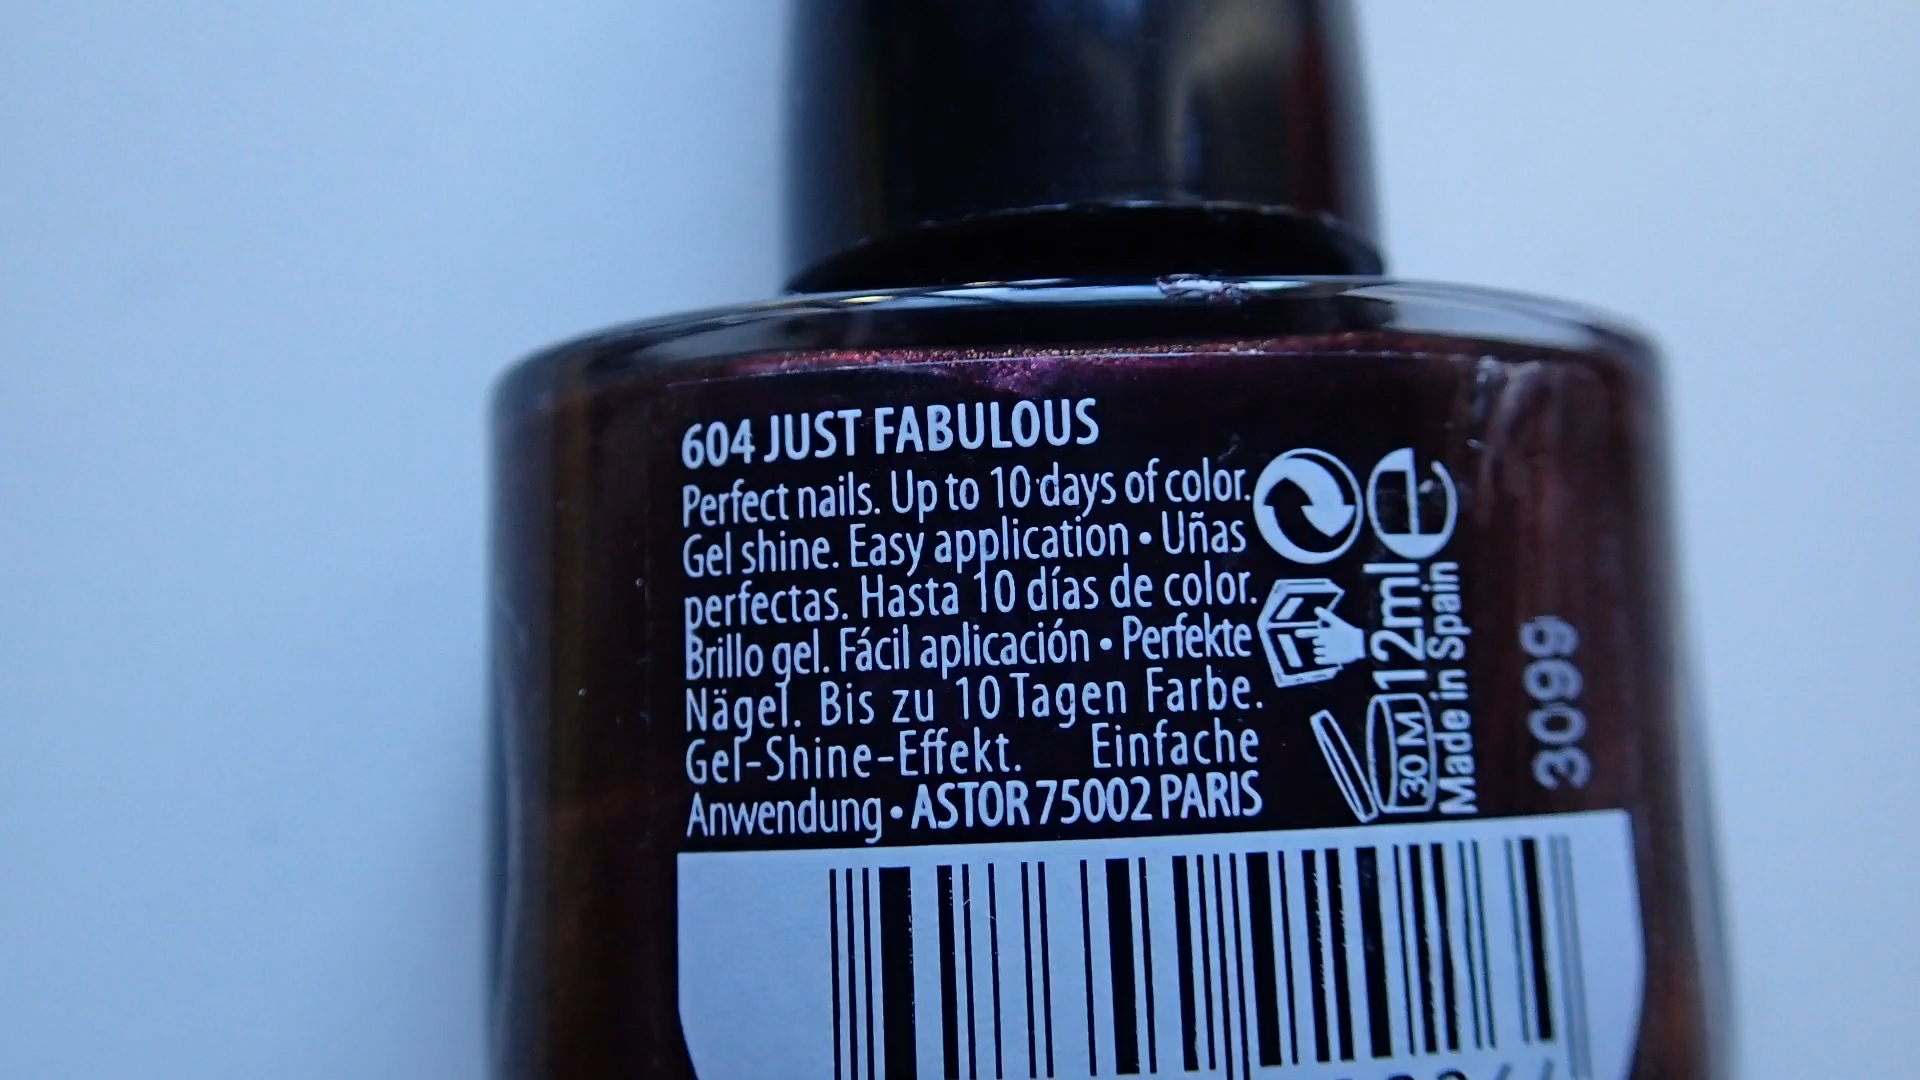 604 JUST FABULOUS
Perfect nails. Up to 10 days of color.
Gel shine. Easy application • Uñas
perfectas. Hasta 10 días de color.
Brillo gel. Fácil aplicación • Perfekte
Nägel. Bis zu 10 Tagen Farbe.
Gel-Shine-Effekt. Einfache
Anwendung • ASTOR 75002 PARIS
12ml e
30 M
Made in Spain
3099